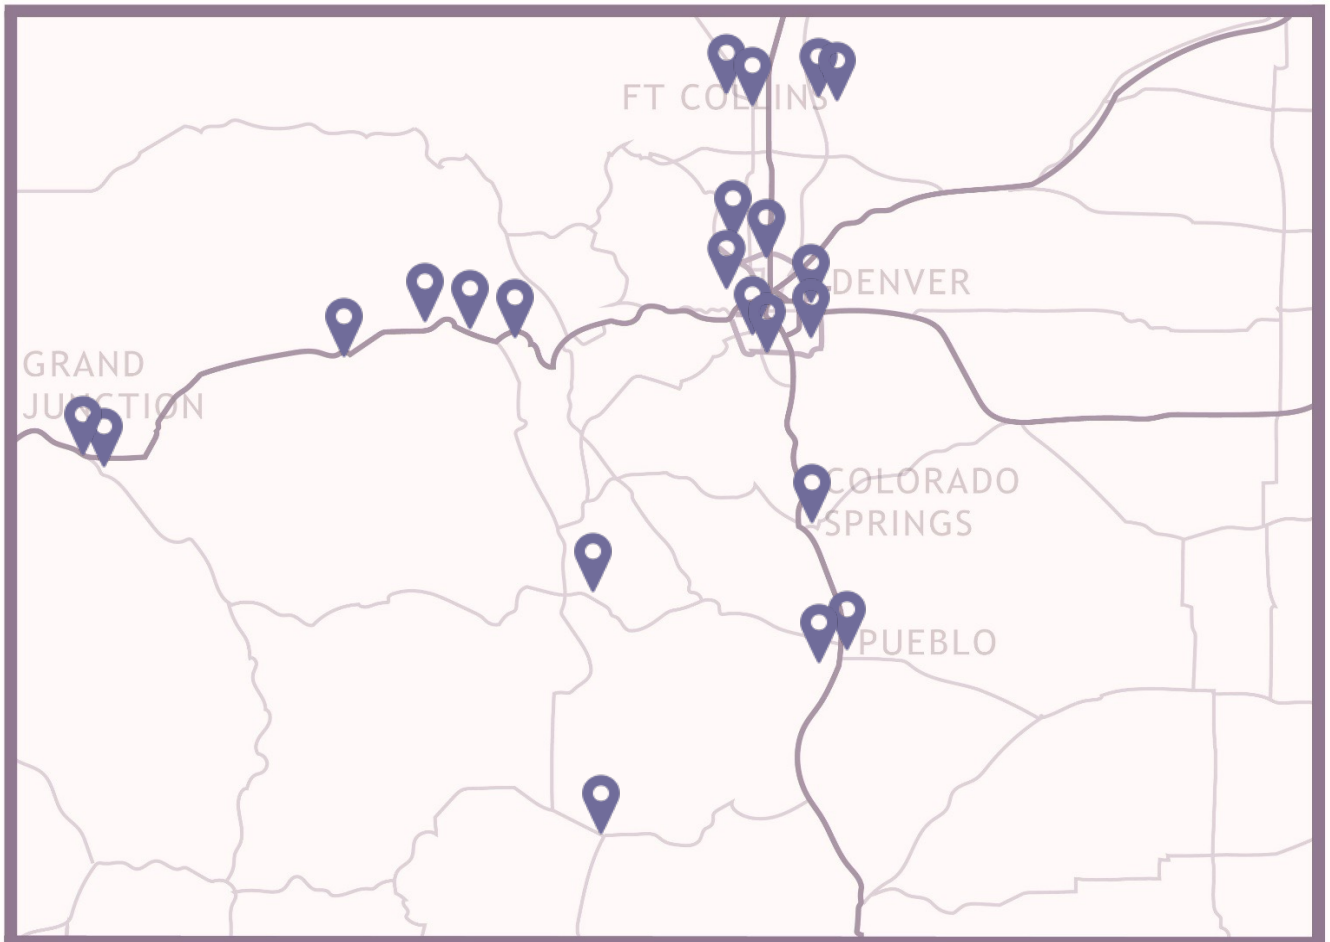 FT COLLINS
DENVER
GRAND
JUNCTION
COLORADO
SPRINGS
PUEBLO